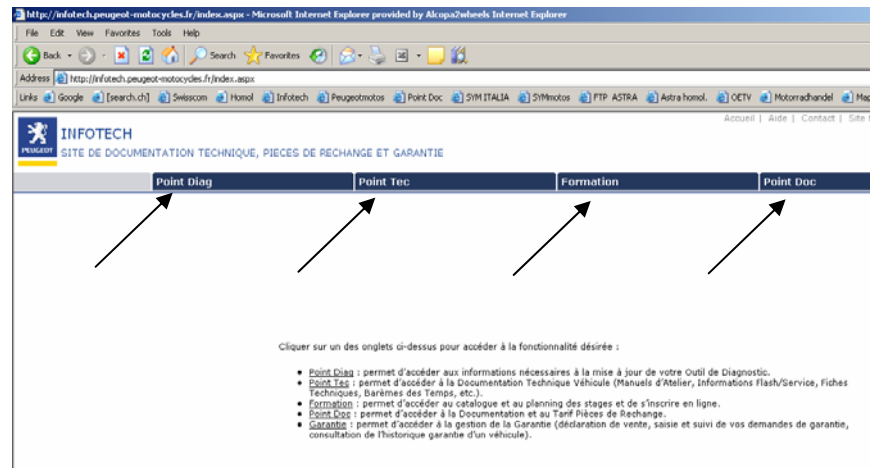 http://infotech.peugeot-motocycles.fr/index.aspx - Microsoft Internet Explorer provided by Alcopa2wheels Internet Explorer
File Edit View Favorites Tools Help
Back Search Favorites
Address http://infotech.peugeot-motocycles.fr/index.aspx
Links Google [search.ch] Swisscom Homol Infotech Peugeotmotos Point Doc SYM ITALIA SYMmotos FTP ASTRA Astra homol. OETV Motorradhandel Map
Accueil | Aide | Contact | Site
INFOTECH
PEUGEOT SITE DE DOCUMENTATION TECHNIQUE, PIECES DE RECHANGE ET GARANTIE
Point Diag Point Tec Formation Point Doc
Cliquer sur un des onglets ci-dessus pour accéder à la fonctionnalité désirée :
• Point Diag : permet d'accéder aux informations nécessaires à la mise à jour de votre Outil de Diagnostic.
• Point Tec : permet d'accéder à la Documentation Technique Véhicule (Manuels d'Atelier, Informations Flash/Service, Fiches
Techniques, Barèmes des Temps, etc.).
• Formation : permet d'accéder au catalogue et au planning des stages et de s'inscrire en ligne.
• Point Doc : permet d'accéder à la Documentation et au Tarif Pièces de Rechange.
• Garantie : permet d'accéder à la gestion de la Garantie (déclaration de vente, saisie et suivi de vos demandes de garantie,
consultation de l'historique garantie d'un véhicule).